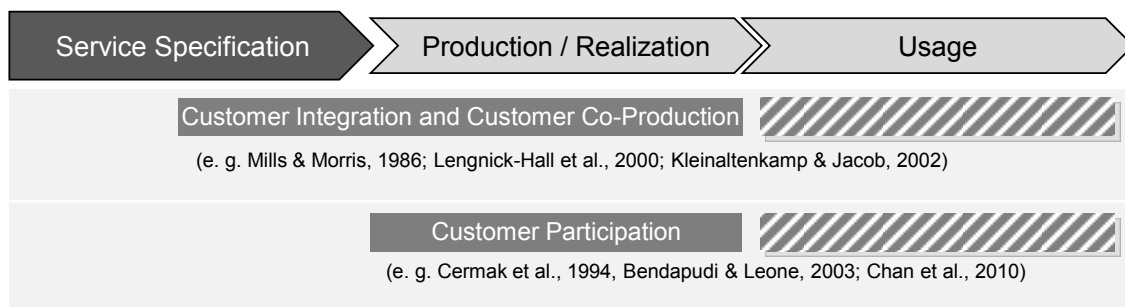 Service Specification Production / Realization Usage
Customer Integration and Customer Co-Production
(e. g. Mills & Morris, 1986; Lengnick-Hall et al., 2000; Kleinaltenkamp & Jacob, 2002)
Customer Participation
(e. g. Cermak et al., 1994, Bendapudi & Leone, 2003; Chan et al., 2010)